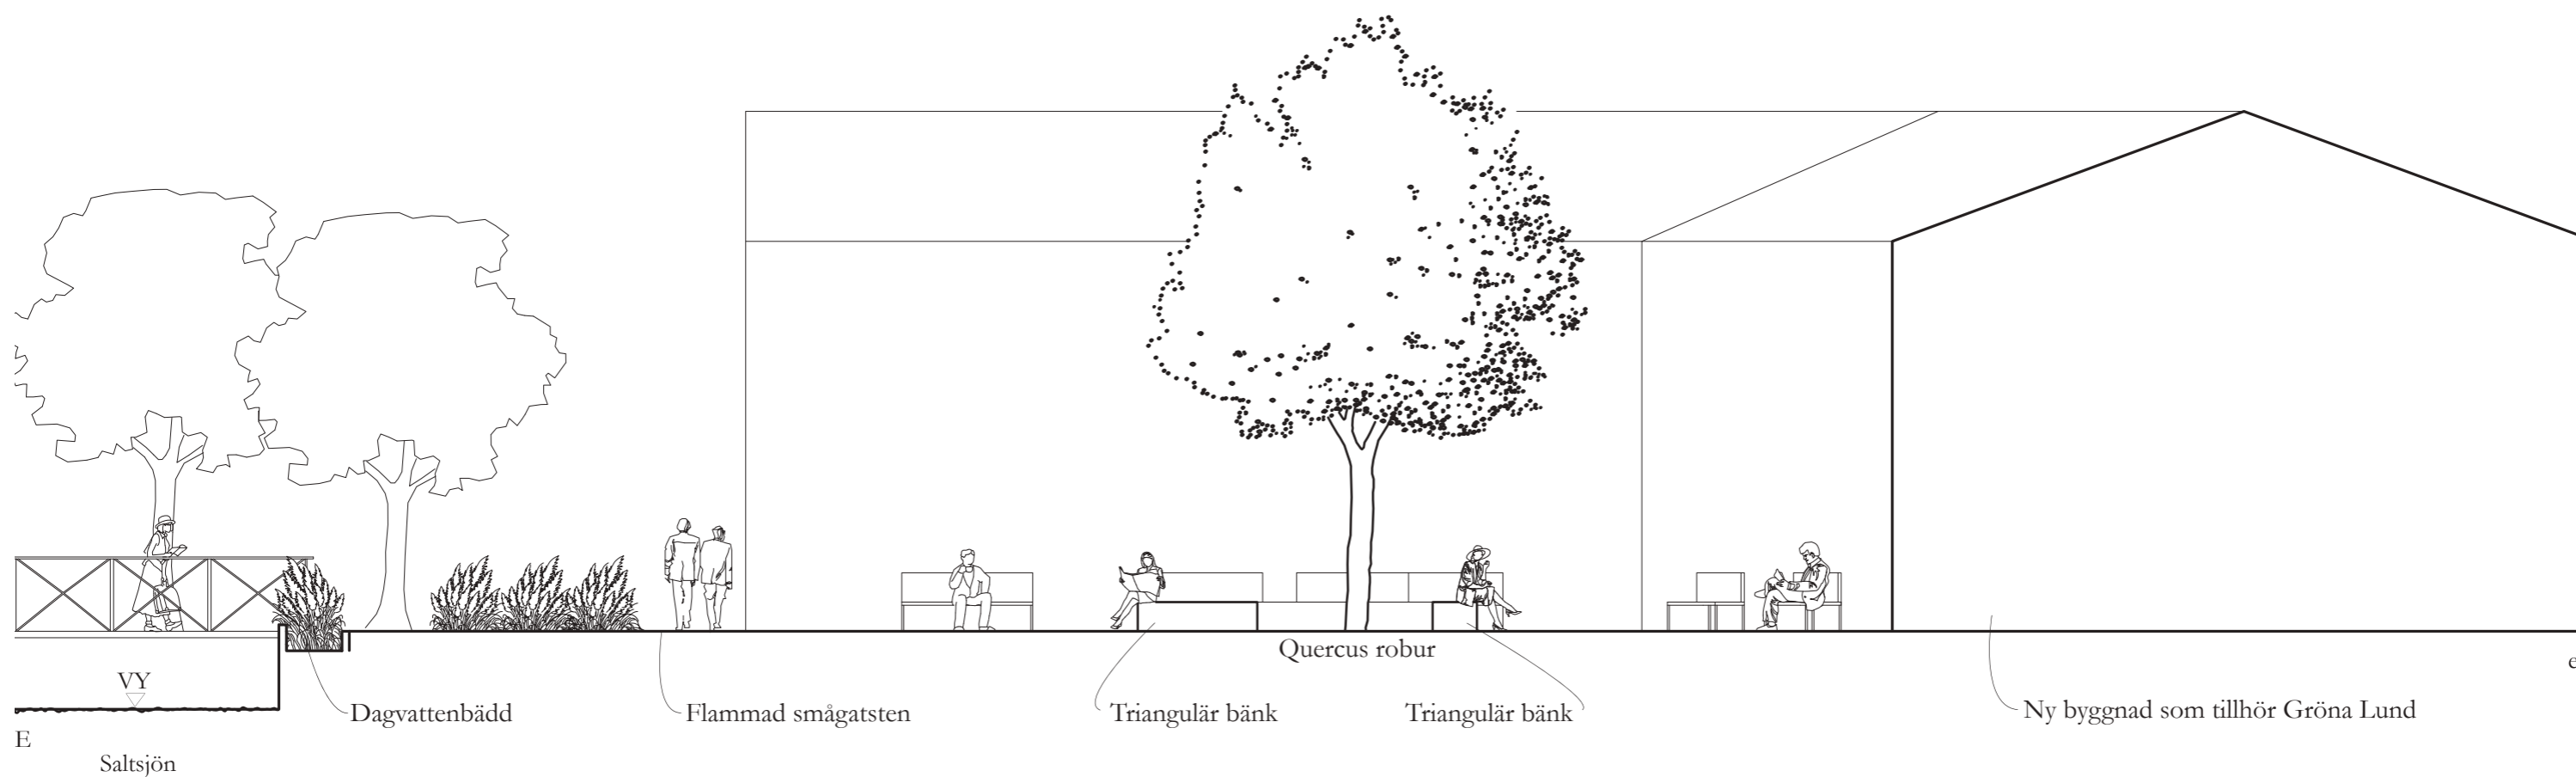 Quercus robur
e
VY
Dagvattenbädd
Flammad smågatsten
Triangulär bänk
Triangulär bänk
Ny byggnad som tillhör Gröna Lund
E
Saltsjön